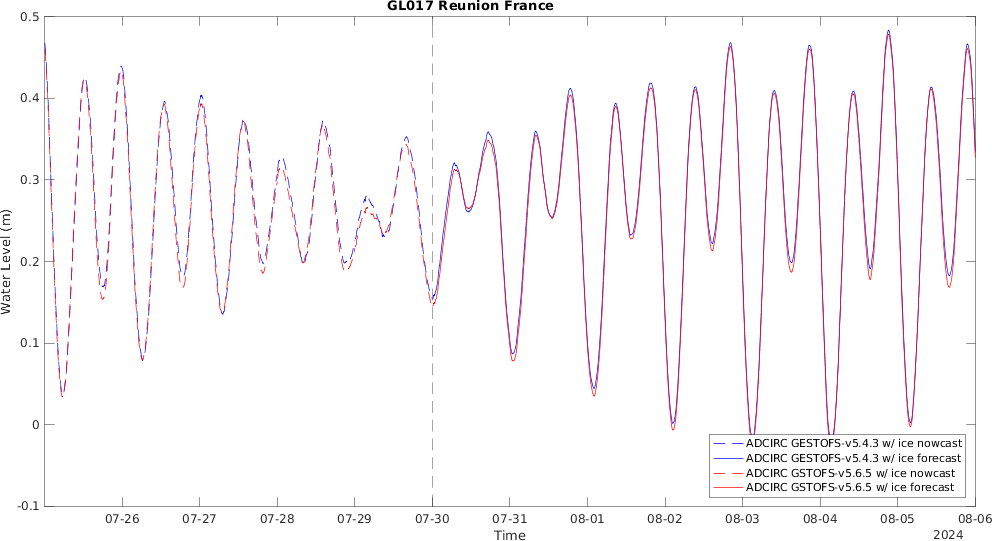 GL017 Reunion France
0.5
0.4
0.3
0.2
0.1
0
-0.1
Water Level (m)
07-26 07-27 07-28 07-29 07-30 07-31 08-01 08-02 08-03 08-04 08-05 08-06
Time
2024
ADCIRC GESTOFS-v5.4.3 w/ ice nowcast
ADCIRC GESTOFS-v5.4.3 w/ ice forecast
ADCIRC GSTOFS-v5.6.5 w/ ice nowcast
ADCIRC GSTOFS-v5.6.5 w/ ice forecast